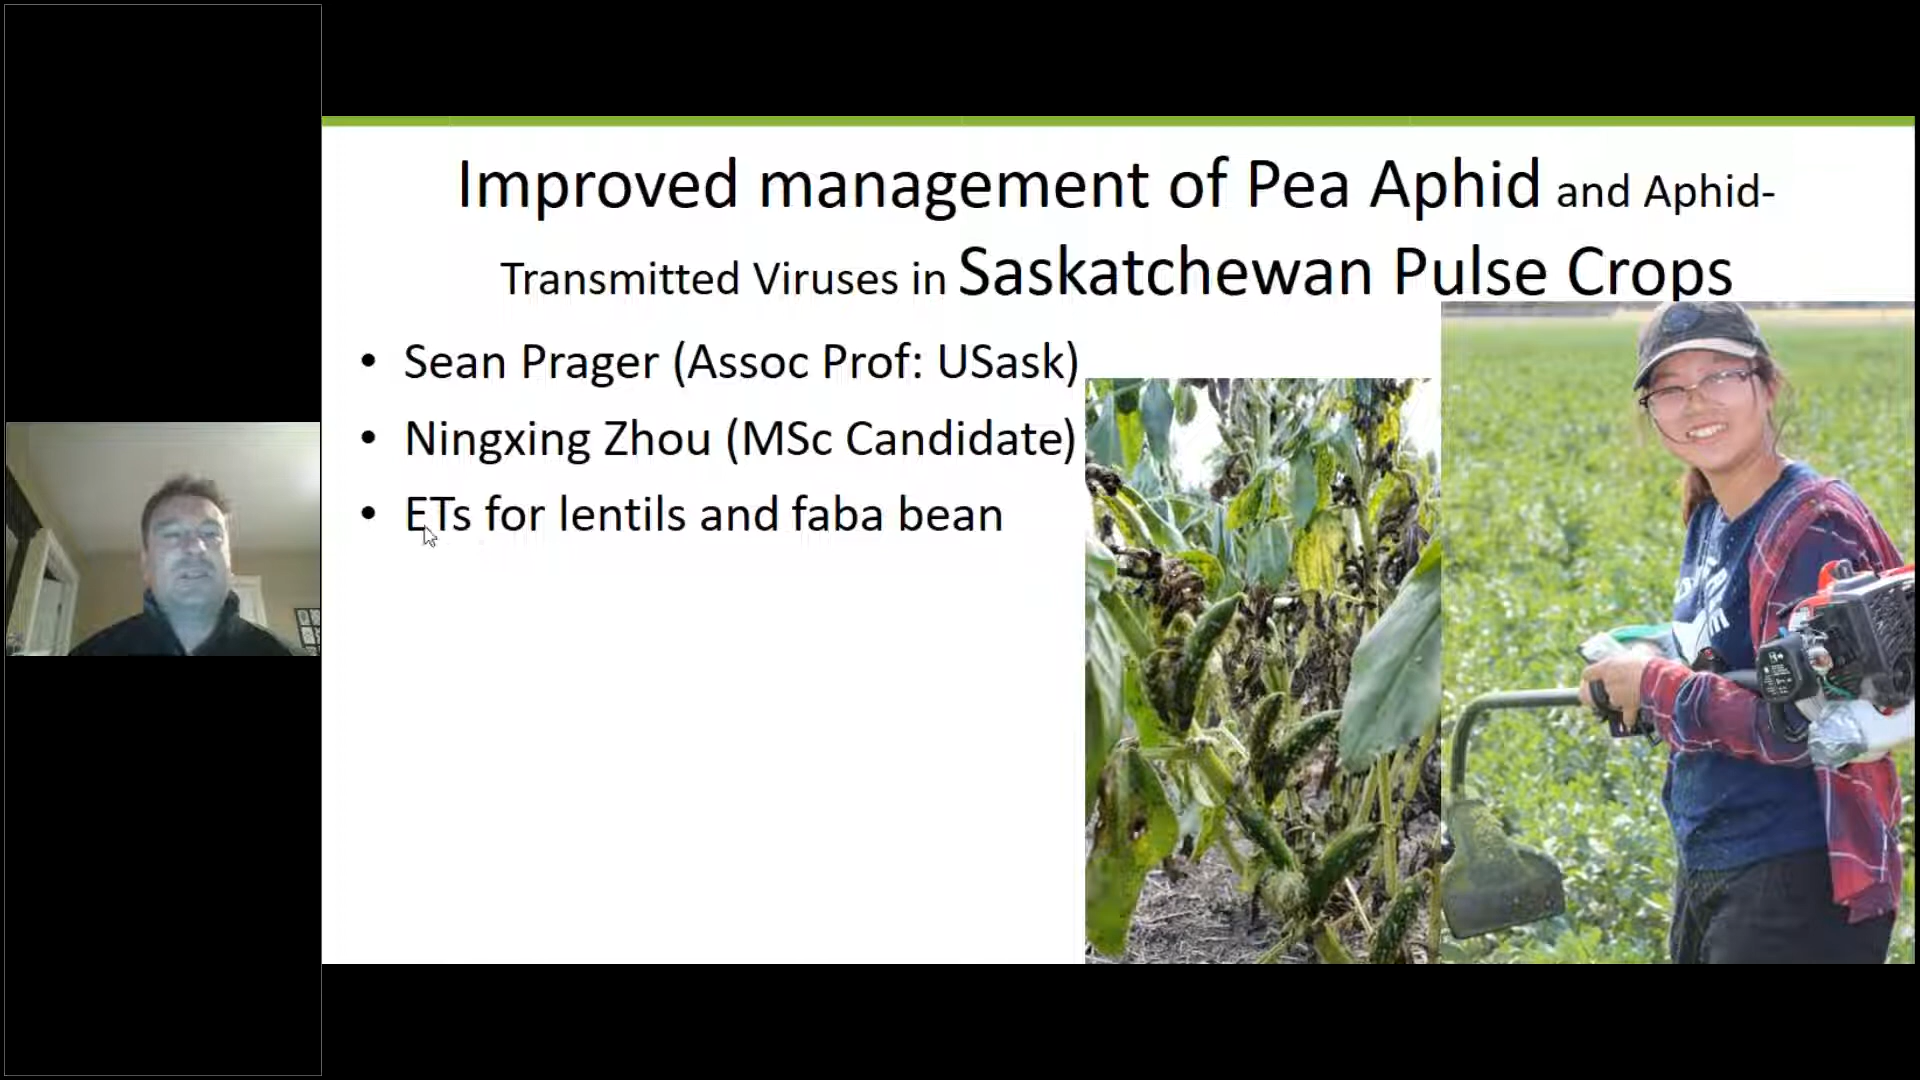 Improved management of Pea Aphid and Aphid-
Transmitted Viruses in Saskatchewan Pulse Crops
• Sean Prager (Assoc Prof: USask)
• Ningxing Zhou (MSc Candidate)
• ETs for lentils and faba bean